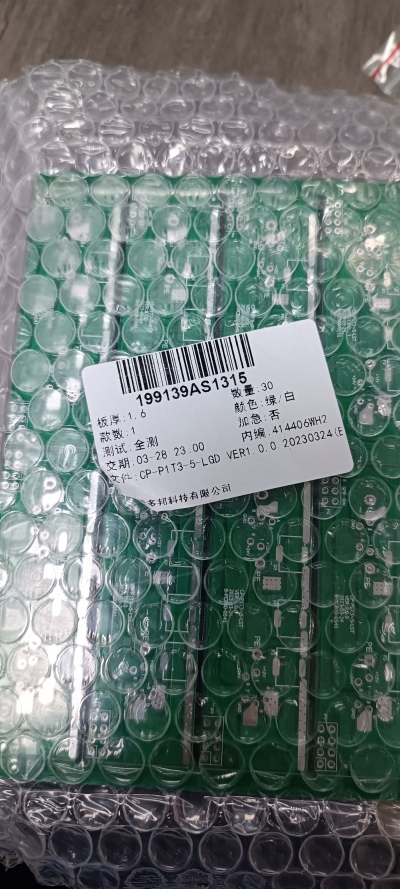 199139AS1315
板厚:1.6
数量:30
款数:1
颜色:绿/白
测试:全测
加急:否
交期:03-28 23:00
内编:414406WH2
文件:CP-P1T3-5-LGD VER1.0.0 20230324(E
多邦科技有限公司